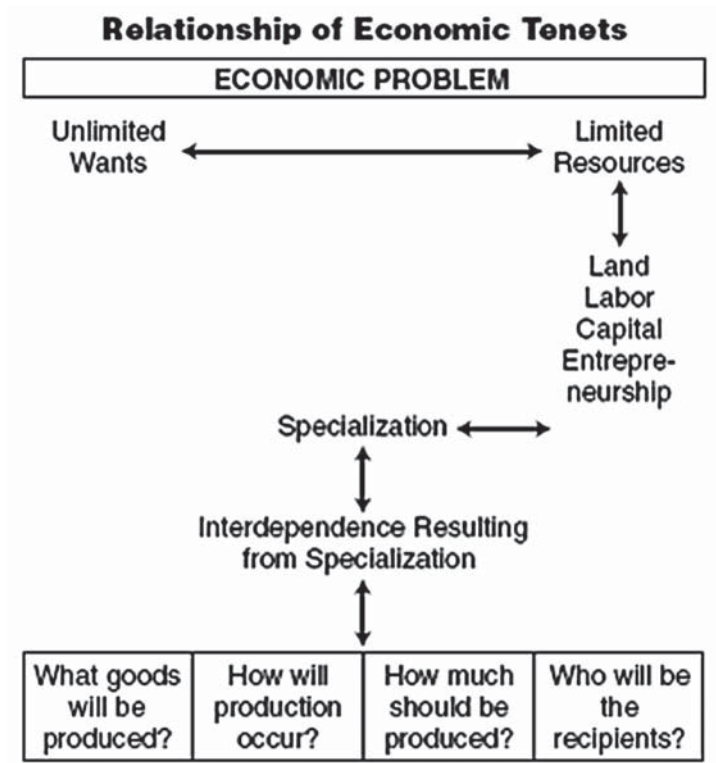 Relationship of Economic Tenets
ECONOMIC PROBLEM
Unlimited
Wants
Limited
Resources
Land
Labor
Capital
Entrepre-
neurship
Specialization
Interdependence Resulting
from Specialization
What goods
will be
produced?
How will
production
occur?
How much
should be
produced?
Who will be
the
recipients?